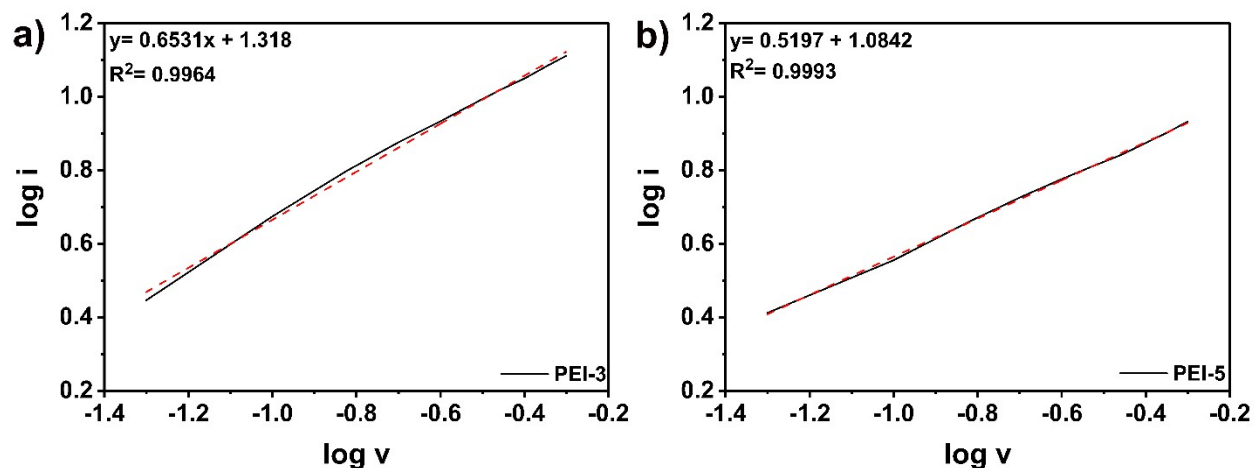 a)
y= 0.6531x + 1.318
R²= 0.9964
1.2
1.0
0.8
0.6
0.4
0.2
log i
PEI-3
-1.4 -1.2 -1.0 -0.8 -0.6 -0.4 -0.2
log v
b)
y= 0.5197 + 1.0842
R²= 0.9993
1.2
1.0
0.8
0.6
0.4
0.2
log i
PEI-5
-1.4 -1.2 -1.0 -0.8 -0.6 -0.4 -0.2
log v